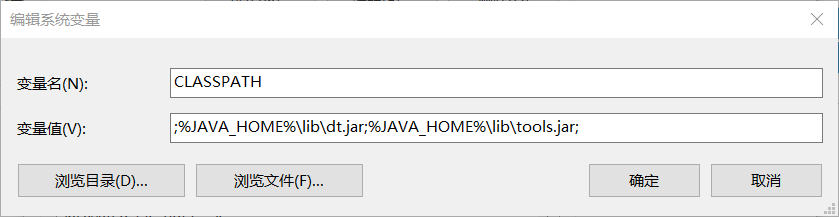 编辑系统变量
变量名(N): CLASSPATH
变量值(V): ;%JAVA_HOME%\lib\dt.jar;%JAVA_HOME%\lib\tools.jar;
浏览目录(D)... 浏览文件(F)... 确定 取消